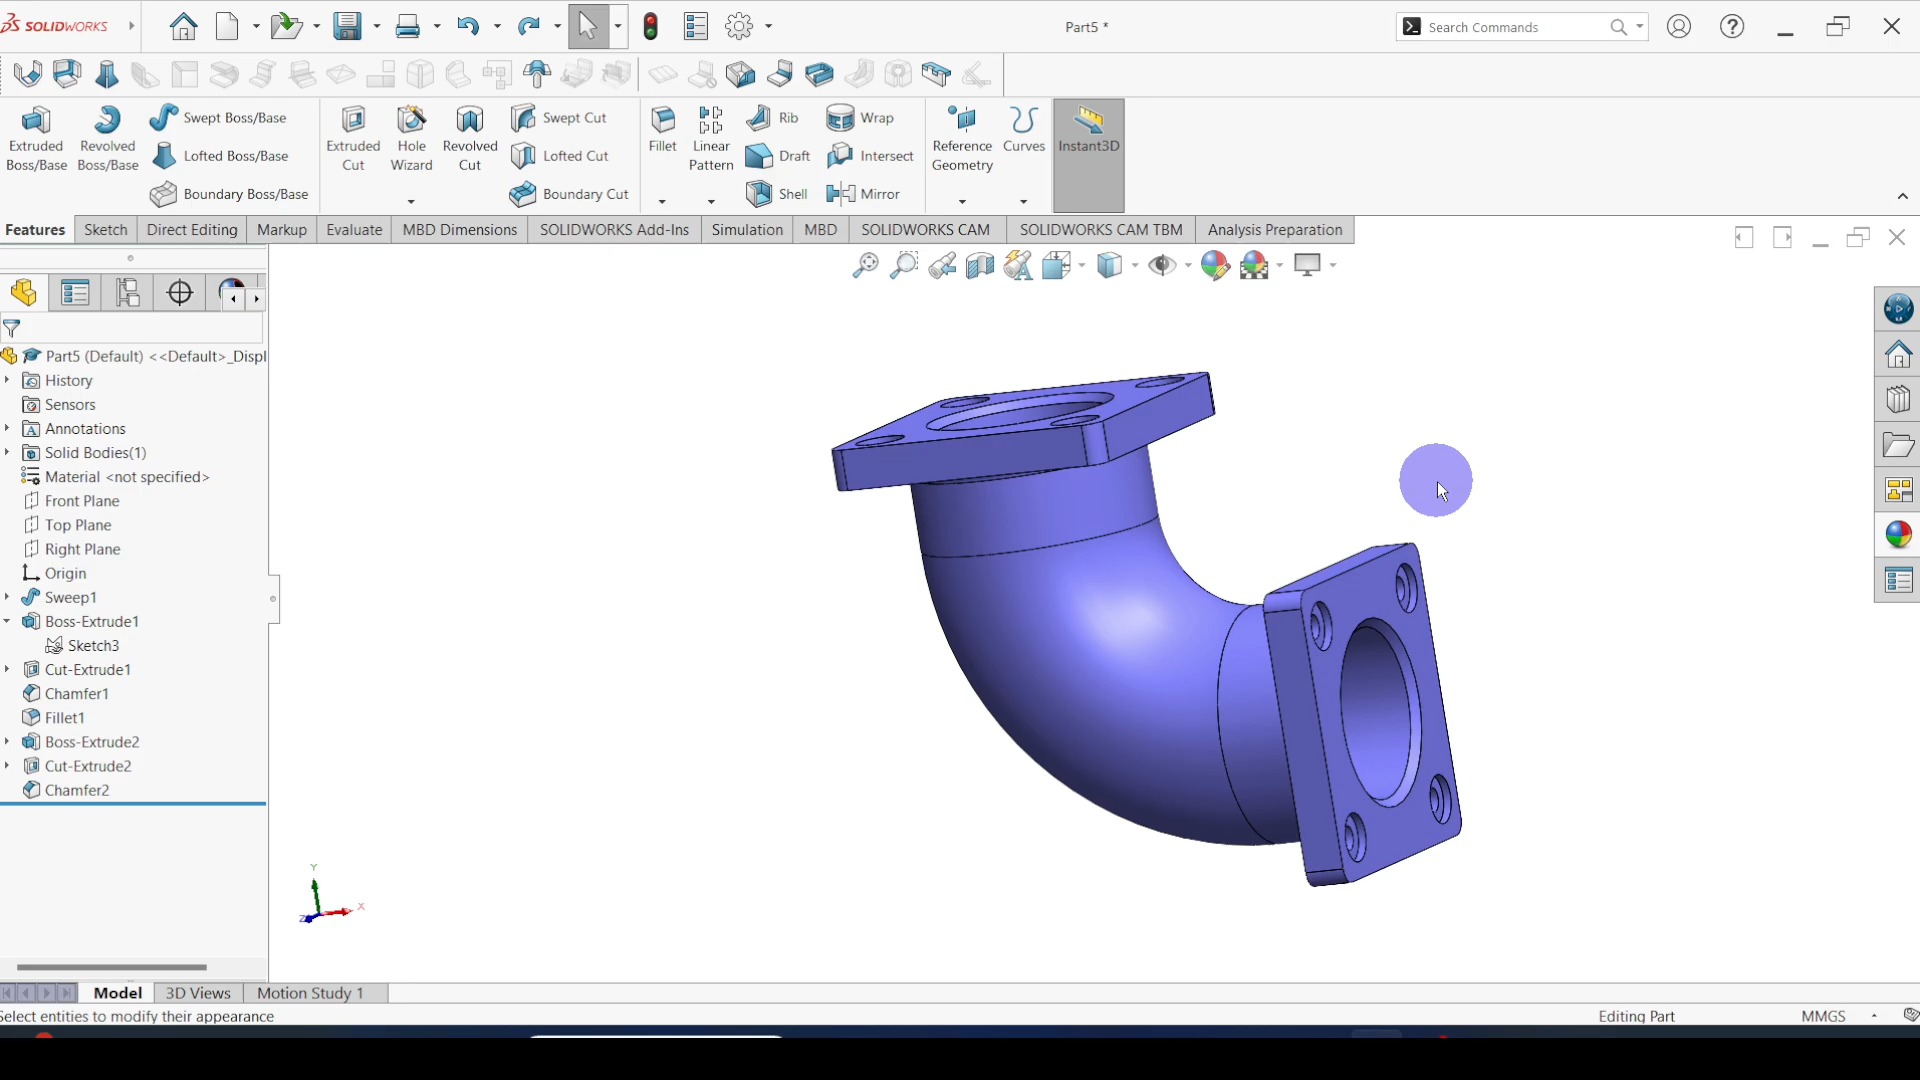 SOLIDWORKS
Part5 *
Search Commands
Extruded Boss/Base
Revolved Boss/Base
Swept Boss/Base
Lofted Boss/Base
Boundary Boss/Base
Extruded Cut
Hole Wizard
Revolved Cut
Swept Cut
Lofted Cut
Boundary Cut
Fillet
Linear Pattern
Rib
Draft
Shell
Wrap
Intersect
Mirror
Reference Geometry
Curves
Instant3D
Features
Sketch
Direct Editing
Markup
Evaluate
MBD Dimensions
SOLIDWORKS Add-Ins
Simulation
MBD
SOLIDWORKS CAM
SOLIDWORKS CAM TBM
Analysis Preparation
Part5 (Default) <<Default>_Displ
History
Sensors
Annotations
Solid Bodies(1)
Material <not specified>
Front Plane
Top Plane
Right Plane
Origin
Sweep1
Boss-Extrude1
Sketch3
Cut-Extrude1
Chamfer1
Fillet1
Boss-Extrude2
Cut-Extrude2
Chamfer2
Y
X
Z
Model
3D Views
Motion Study 1
Select entities to modify their appearance
Editing Part
MMGS